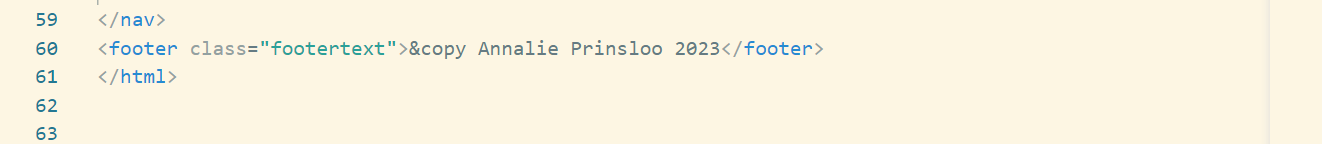 59 </nav>
60 <footer class="footertext">&copy Annalie Prinsloo 2023</footer>
61 </html>
62
63